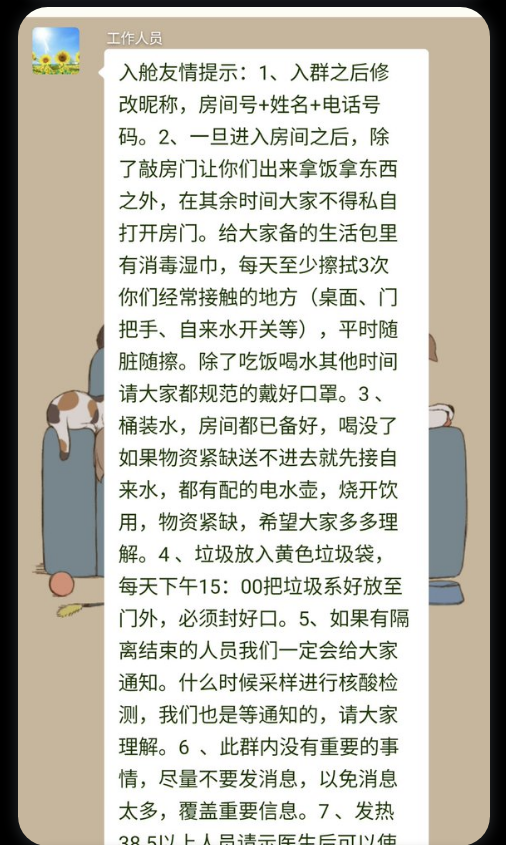 工作人员
入舱友情提示：1、入群之后修
改昵称，房间号+姓名+电话号
码。2、一旦进入房间之后，除
了敲房门让你们出来拿饭拿东西
之外，在其余时间大家不得私自
打开房门。给大家备的生活包里
有消毒湿巾，每天至少擦拭3次
你们经常接触的地方（桌面、门
把手、自来水开关等），平时随
脏随擦。除了吃饭喝水其他时间
请大家都规范的戴好口罩。3 、
桶装水，房间都已备好，喝没了
如果物资紧缺送不进去就先接自
来水，都有配的电水壶，烧开饮
用，物资紧缺，希望大家多多理
解。4 、垃圾放入黄色垃圾袋，
每天下午15：00把垃圾系好放至
门外，必须封好口。5、如果有隔
离结束的人员我们一定会给大家
通知。什么时候采样进行核酸检
测，我们也是等通知的，请大家
理解。6 、此群内没有重要的事
情，尽量不要发消息，以免消息
太多，覆盖重要信息。7 、发热
38.5以上人员请示医生后可以使